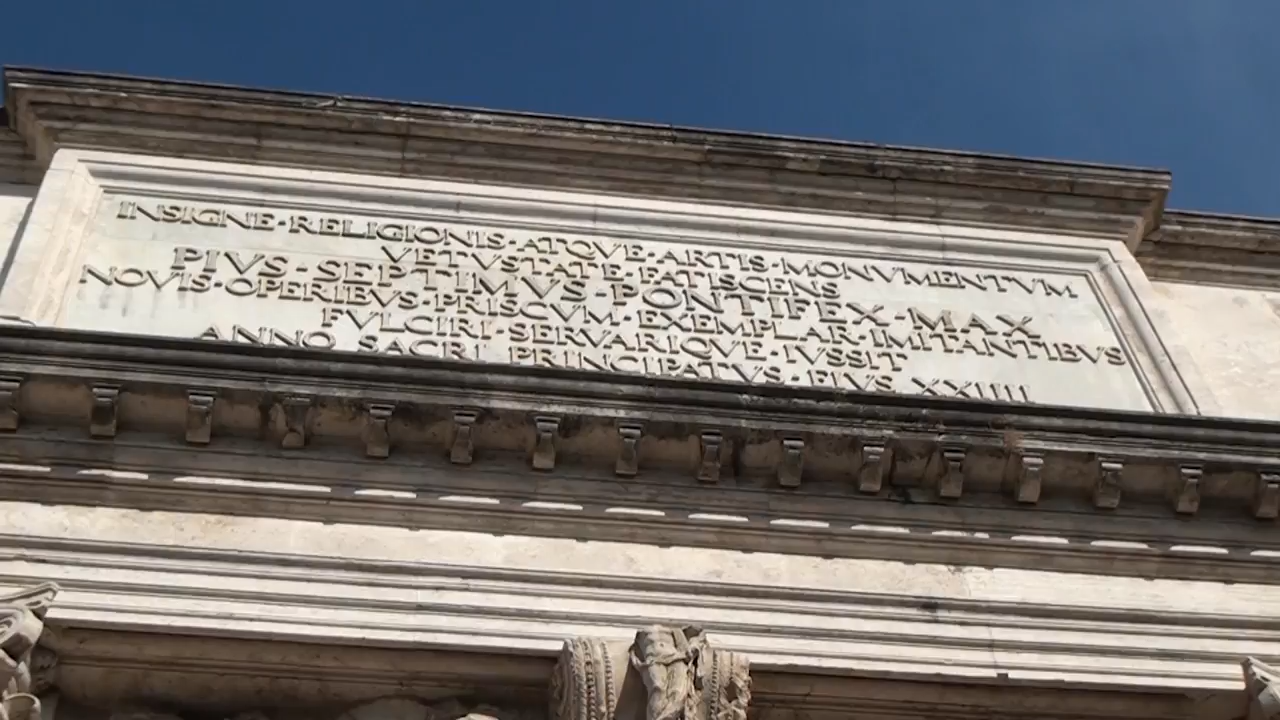 INSIGNE·RELIGIONIS·ATQVE·ARTIS·MONVMENTVM
VETVSTATE·FATISCENS
PIVS·SEPTIMVS·PONTIFEX·MAX
NOVIS·OPERIBVS·PRISCVM·EXEMPLAR·IMITANTIBVS
FVLCIRI·SERVARIQVE·IVSSIT
ANNO SACRI PRINCIPATVS·EIVS XXIIII